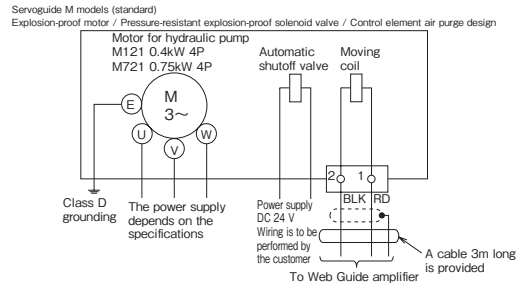 Servoguide M models (standard)
Explosion-proof motor / Pressure-resistant explosion-proof solenoid valve / Control element air purge design
Motor for hydraulic pump
M121 0.4kW 4P
M721 0.75kW 4P
Automatic
shutoff valve
Moving
coil
M
3～
E
U
V
W
2
1
BLK
RD
Class D
grounding
The power supply
depends on the
specifications
Power supply
DC 24 V
Wiring is to be
performed by
the customer
A cable 3m long
is provided
To Web Guide amplifier